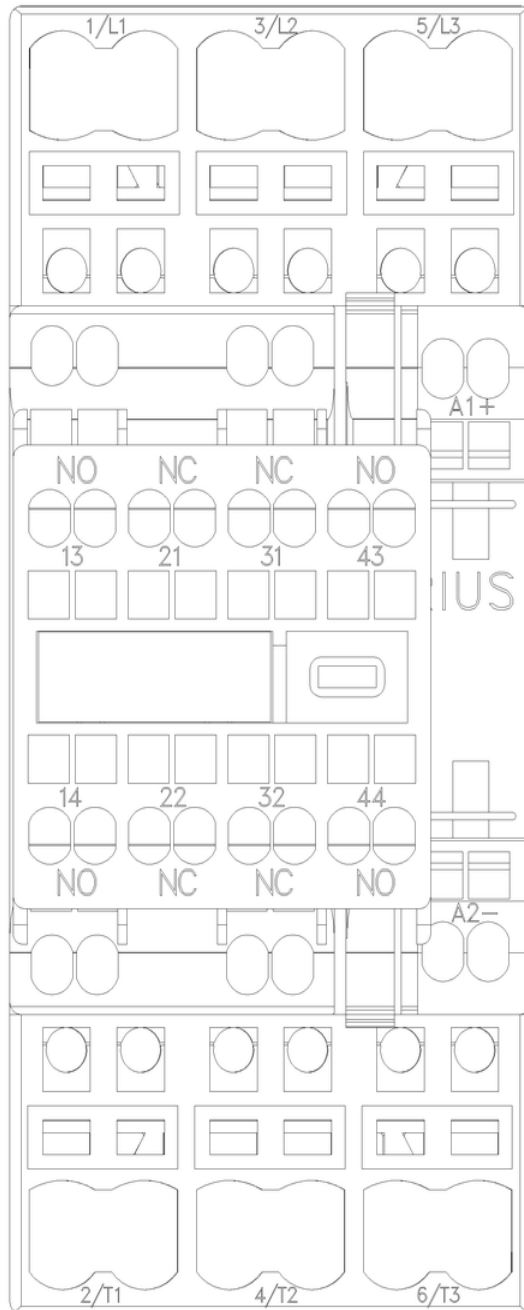 1/L1 3/L2 5/L3
A1+
NO NC NC NO
13 21 31 43
IUS
14 22 32 44
NO NC NC NO
A2-
2/T1 4/T2 6/T3